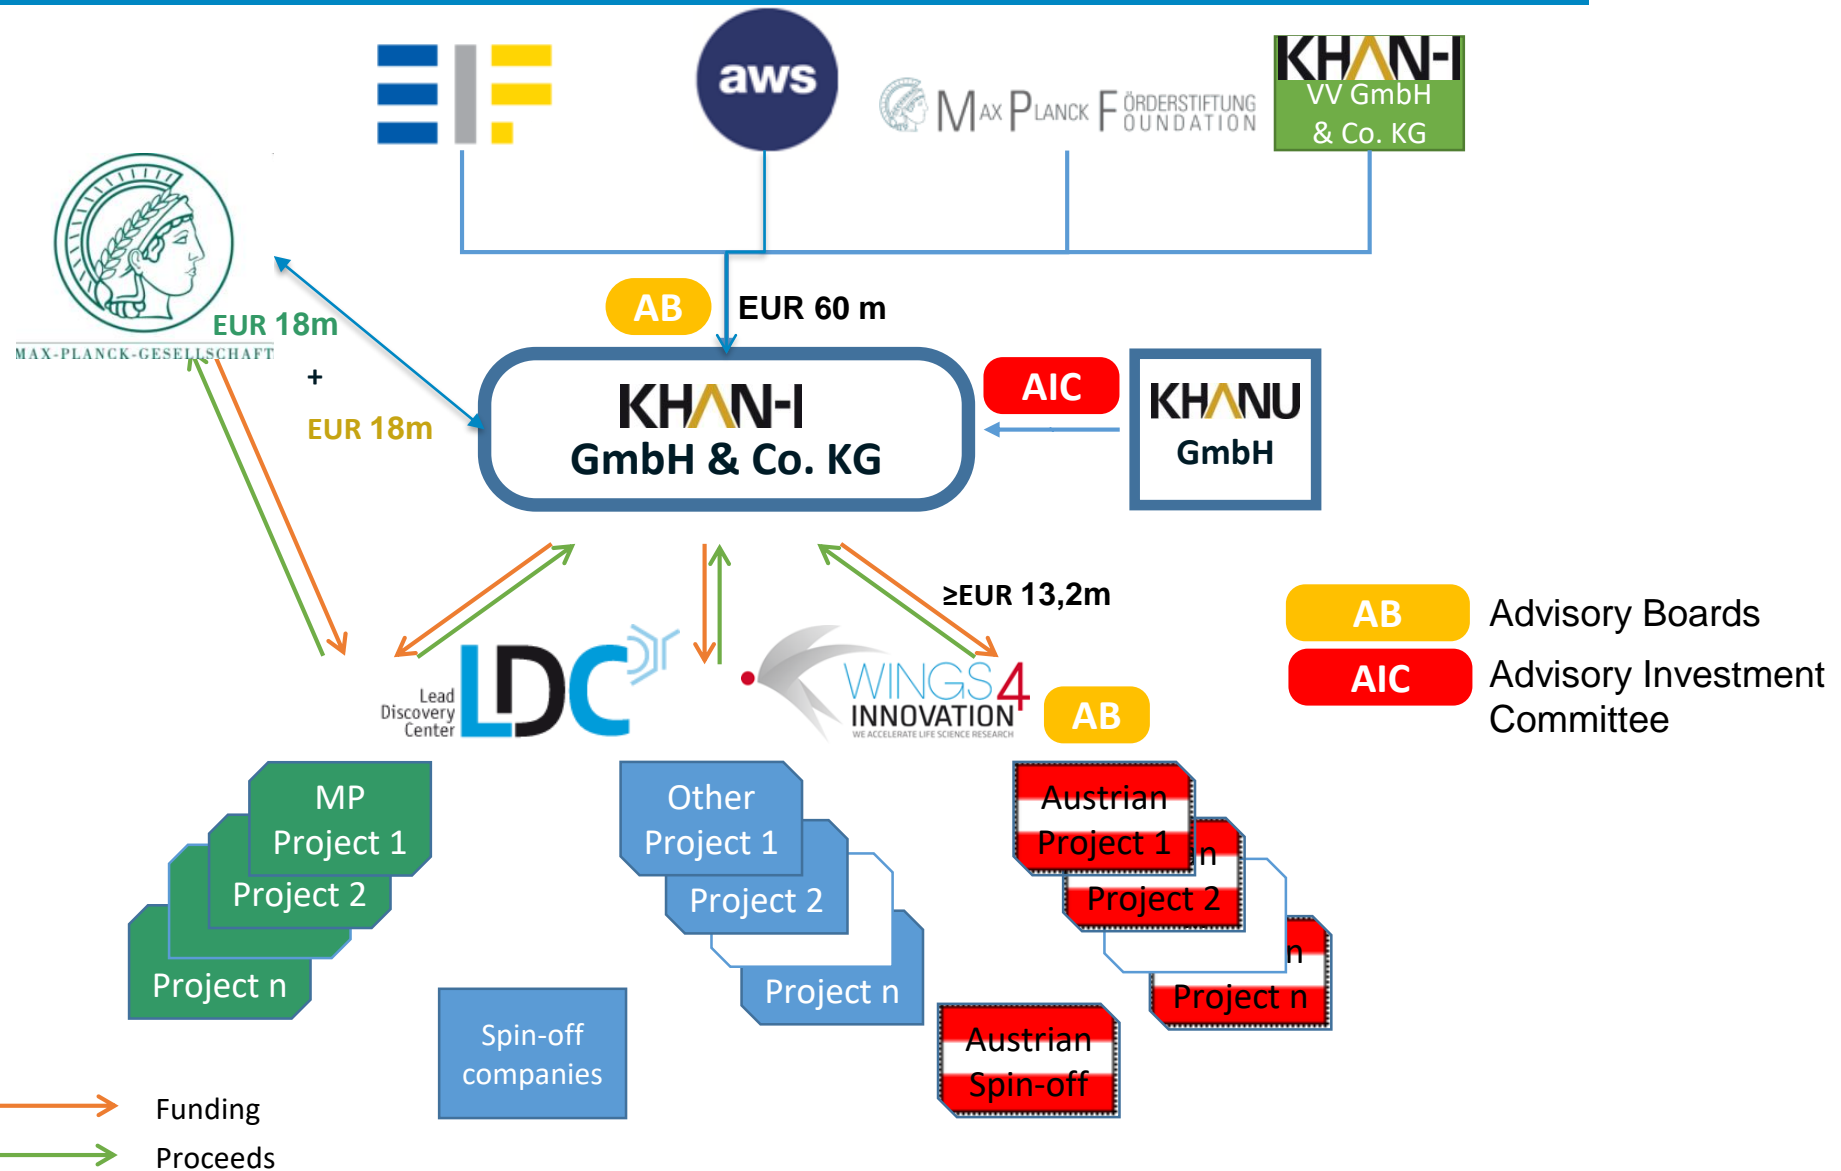 EIF
aws
MAX PLANCK FÖRDERSTIFTUNG
FOUNDATION
KHAN-I
VV GmbH
& Co. KG
MAX-PLANCK-GESELLSCHAFT
EUR 18m
+
EUR 18m
AB
EUR 60 m
KHAN-I
GmbH & Co. KG
AIC
KHANU
GmbH
≥EUR 13,2m
AB
Advisory Boards
AIC
Advisory Investment
Committee
Lead
Discovery
Center
LDC
WINGS4
INNOVATION
WE ACCELERATE LIFE SCIENCE RESEARCH
AB
MP
Project 1
Project 2
Project n
Other
Project 1
Project 2
Project n
Austrian
Project 1
n
Project 2
n
Project n
Spin-off
companies
Austrian
Spin-off
Funding
Proceeds